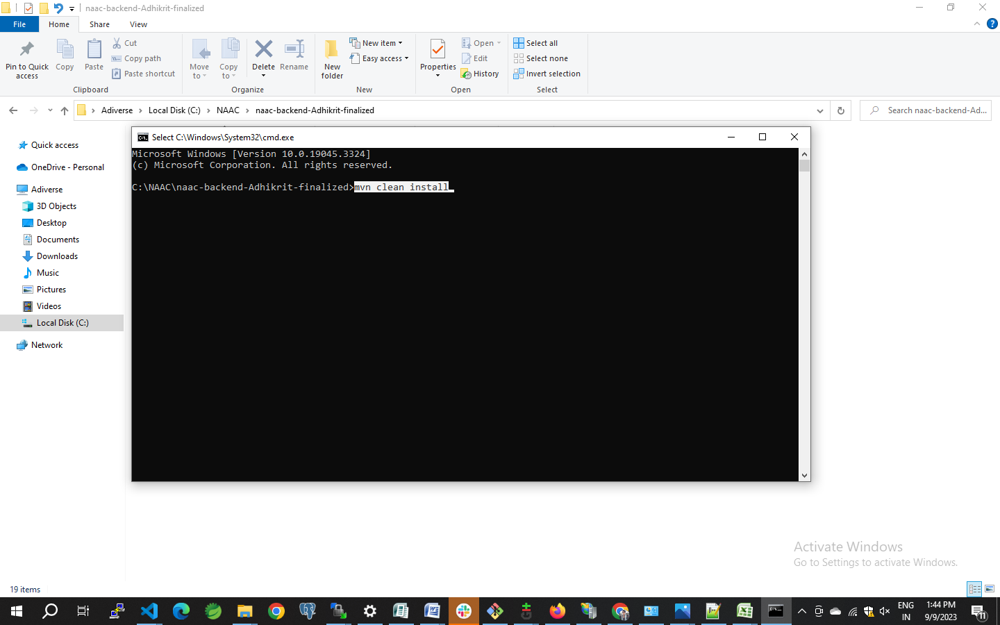 naac-backend-Adhikrit-finalized
File Home Share View
Pin to Quick access
Copy
Paste
Cut
Copy path
Paste shortcut
Clipboard
Move to
Copy to
Delete
Rename
Organize
New folder
New item
Easy access
New
Properties
Open
Edit
History
Open
Select all
Select none
Invert selection
Select
Adiverse > Local Disk (C:) > NAAC > naac-backend-Adhikrit-finalized
Search naac-backend-Ad...
Quick access
OneDrive - Personal
Adiverse
3D Objects
Desktop
Documents
Downloads
Music
Pictures
Videos
Local Disk (C:)
Network
Select C:\Windows\System32\cmd.exe
Microsoft Windows [Version 10.0.19045.3324]
(c) Microsoft Corporation. All rights reserved.
C:\NAAC\naac-backend-Adhikrit-finalized>mvn clean install
Activate Windows
Go to Settings to activate Windows.
19 items
ENG
IN
1:44 PM
9/9/2023
11